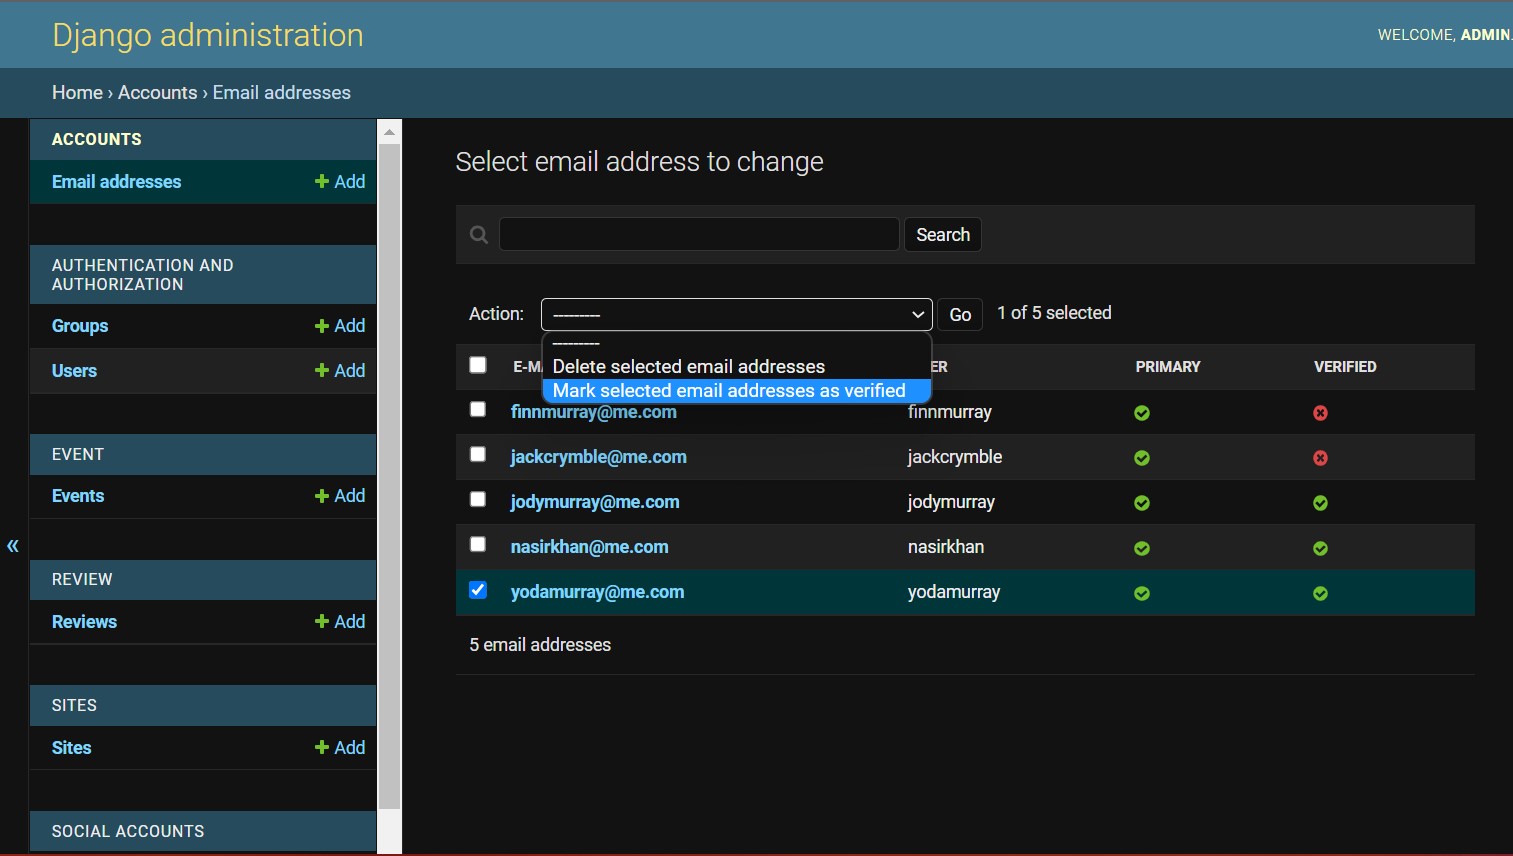 Django administration
WELCOME, ADMIN.
Home › Accounts › Email addresses
ACCOUNTS
Email addresses + Add
AUTHENTICATION AND
AUTHORIZATION
Groups + Add
Users + Add
EVENT
Events + Add
REVIEW
Reviews + Add
SITES
Sites + Add
SOCIAL ACCOUNTS
«
Select email address to change
Search
Action: --------- Go 1 of 5 selected
---------
Delete selected email addresses
Mark selected email addresses as verified
E-M ER PRIMARY VERIFIED
finnmurray@me.com finnmurray
jackcrymble@me.com jackcrymble
jodymurray@me.com jodymurray
nasirkhan@me.com nasirkhan
yodamurray@me.com yodamurray
5 email addresses